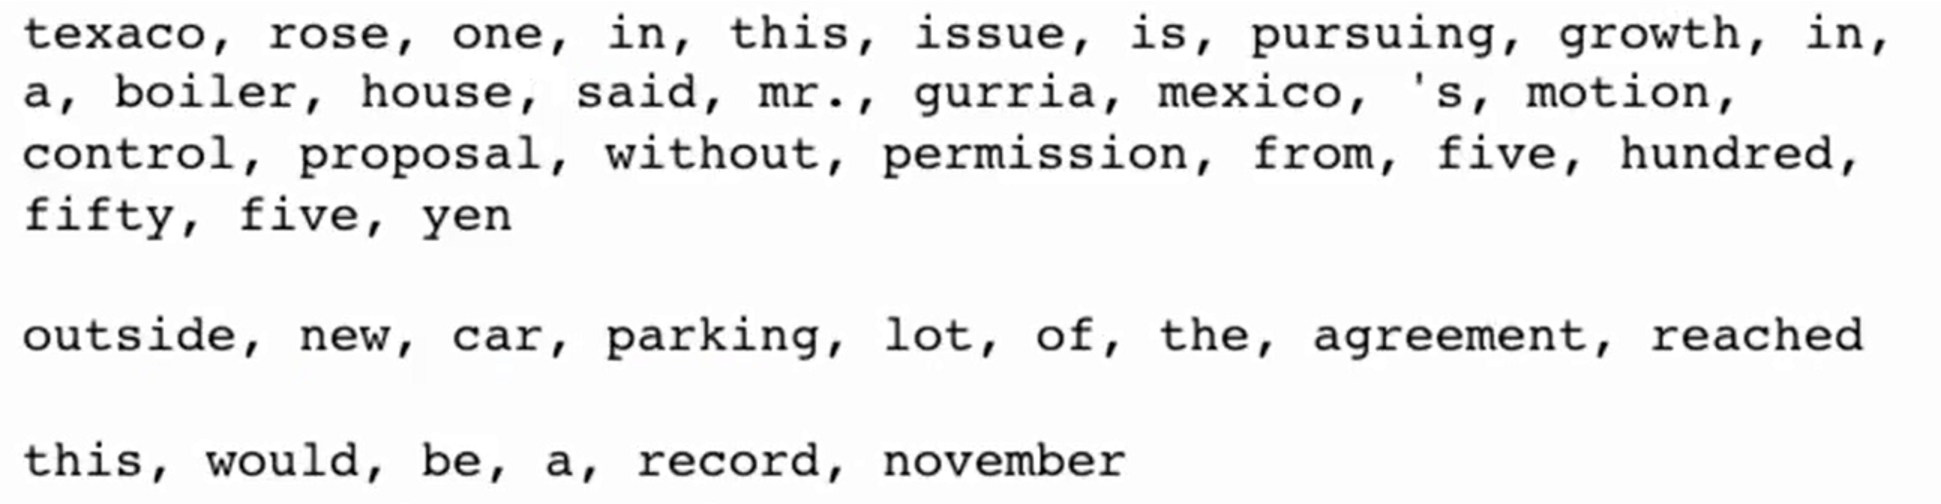 texaco, rose, one, in, this, issue, is, pursuing, growth, in,
a, boiler, house, said, mr., gurria, mexico, 's, motion,
control, proposal, without, permission, from, five, hundred,
fifty, five, yen
outside, new, car, parking, lot, of, the, agreement, reached
this, would, be, a, record, november